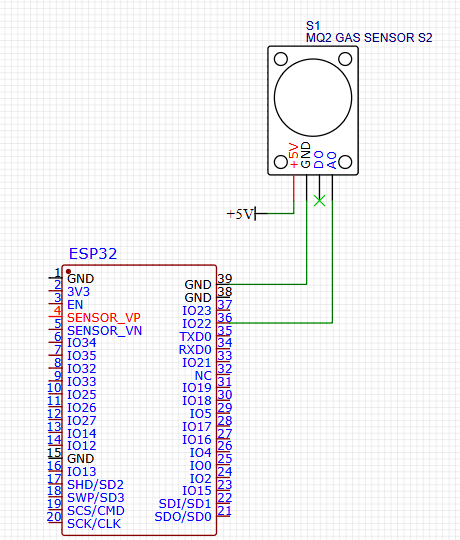 S1
MQ2 GAS SENSOR S2
+5V
GND
DO
AO
+5V
ESP32
1 GND
2 3V3
3 EN
4 SENSOR_VP
5 SENSOR_VN
6 IO34
7 IO35
8 IO32
9 IO33
10 IO25
11 IO26
12 IO27
13 IO14
14 IO12
15 GND
16 IO13
17 SHD/SD2
18 SWP/SD3
19 SCS/CMD
20 SCK/CLK
GND 39
GND 38
IO23 37
IO22 36
TXD0 35
RXD0 34
IO21 33
NC 32
IO19 31
IO18 30
IO5 29
IO17 28
IO16 27
IO4 26
IO0 25
IO2 24
IO15 23
SDI/SD1 22
SDO/SD0 21